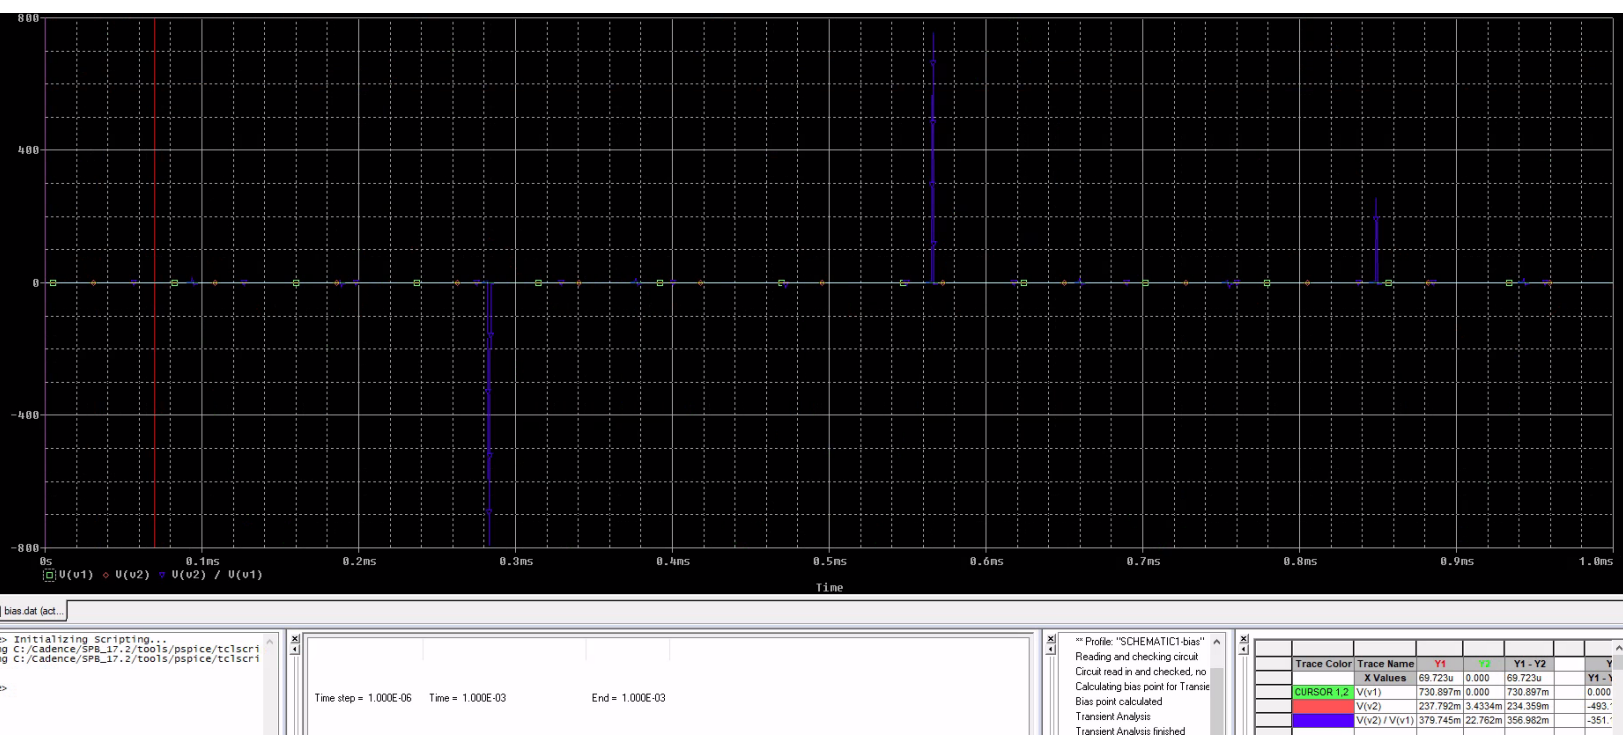 800
400
0
-400
-800
0s 0.1ms 0.2ms 0.3ms 0.4ms 0.5ms 0.6ms 0.7ms 0.8ms 0.9ms 1.0ms
V(v1) V(v2) V(v2) / V(v1)
Time
bias.dat (act...
> Initializing Scripting...
g C:/Cadence/SPB_17.2/tools/pspice/tclscri
g C:/Cadence/SPB_17.2/tools/pspice/tclscri
>
Time step = 1.000E-06 Time = 1.000E-03 End = 1.000E-03
** Profile: "SCHEMATIC1-bias"
Reading and checking circuit
Circuit read in and checked, no
Calculating bias point for Transie
Bias point calculated
Transient Analysis
Transient Analysis finished
Trace Color Trace Name Y1 Y2 Y1 - Y2 Y
X Values 69.723u 0.000 69.723u Y1 - Y
CURSOR 1,2 V(v1) 730.897m 0.000 730.897m 0.000
V(v2) 237.792m 3.4334m 234.359m -493.
V(v2) / V(v1) 379.745m 22.762m 356.982m -351.